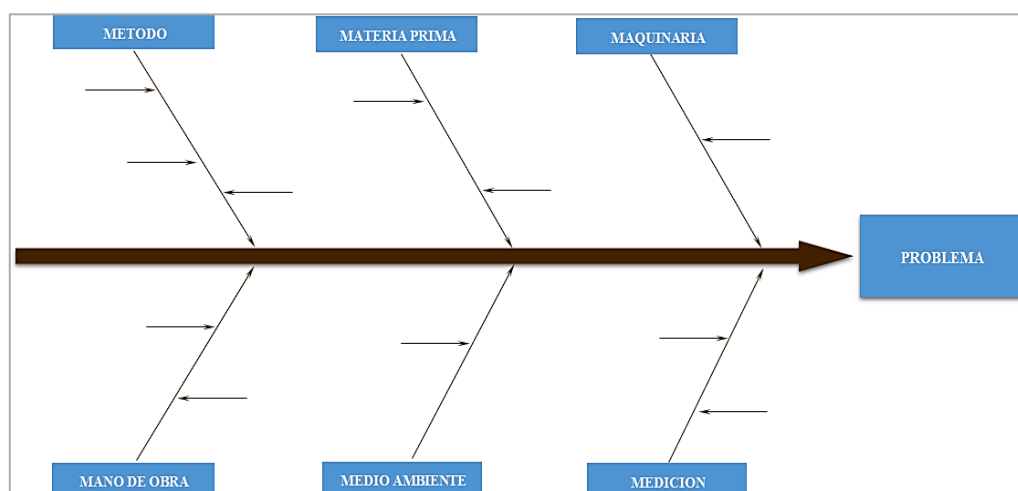 METODO
MATERIA PRIMA
MAQUINARIA
PROBLEMA
MANO DE OBRA
MEDIO AMBIENTE
MEDICION